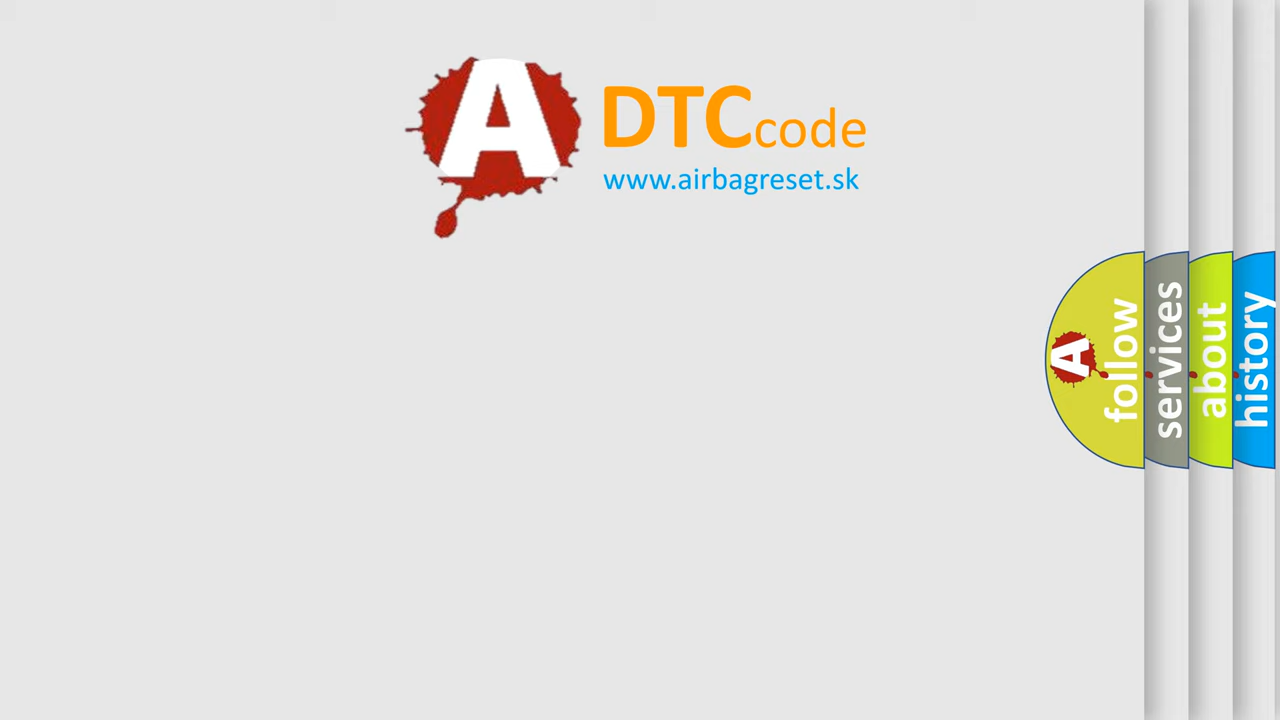 A
DTCcode
www.airbagreset.sk
A
follow
services
about
history